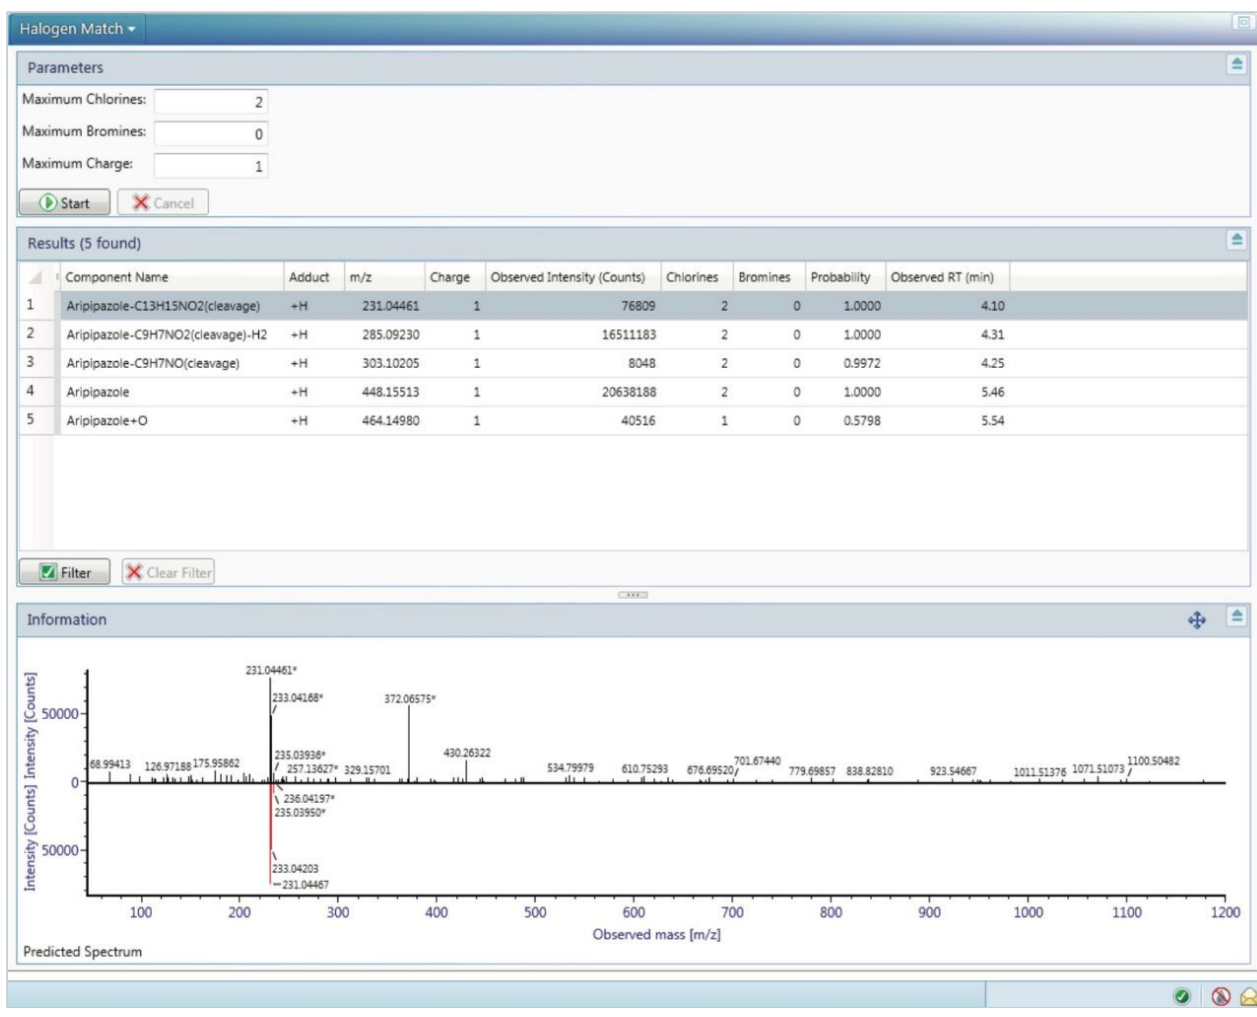 Halogen Match
Parameters
Maximum Chlorines: 2
Maximum Bromines: 0
Maximum Charge: 1
Start Cancel
Results (5 found)
Component Name Adduct m/z Charge Observed Intensity (Counts) Chlorines Bromines Probability Observed RT (min)
1 Aripipazole-C13H15NO2(cleavage) +H 231.04461 1 76809 2 0 1.0000 4.10
2 Aripipazole-C9H7NO2(cleavage)-H2 +H 285.09230 1 16511183 2 0 1.0000 4.31
3 Aripipazole-C9H7NO(cleavage) +H 303.10205 1 8048 2 0 0.9972 4.25
4 Aripipazole +H 448.15513 1 20638188 2 0 1.0000 5.46
5 Aripipazole+O +H 464.14980 1 40516 1 0 0.5798 5.54
Filter Clear Filter
Information
Intensity [Counts] Intensity [Counts]
231.04461*
233.04168* 372.06575*
50000
430.26322
235.03936* 701.67440 1100.50482
68.99413 126.97188 175.95862 257.13627* 329.15701 534.79979 610.75293 676.69520 779.69857 838.82810 923.54667 1011.51376 1071.51073
0
236.04197*
235.03950*
50000
233.04203
231.04467
100 200 300 400 500 600 700 800 900 1000 1100 1200
Observed mass [m/z]
Predicted Spectrum